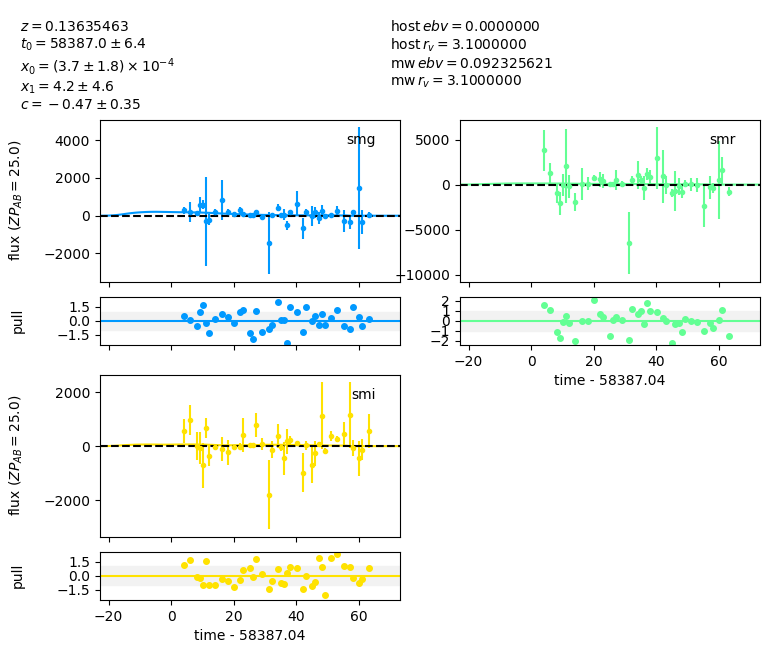 z = 0.13635463
t₀ = 58387.0 ± 6.4
x₀ = (3.7 ± 1.8) × 10⁻⁴
x₁ = 4.2 ± 4.6
c = −0.47 ± 0.35
host ebv = 0.0000000
host r_v = 3.1000000
mw ebv = 0.092325621
mw r_v = 3.1000000
smg
flux (ZP_AB = 25.0)
4000
2000
0
−2000
smr
5000
0
−5000
−10000
pull
1.5
0.0
−1.5
2
1
0
−1
−2
−20 0 20 40 60
time - 58387.04
smi
flux (ZP_AB = 25.0)
2000
0
−2000
pull
1.5
0.0
−1.5
−20 0 20 40 60
time - 58387.04